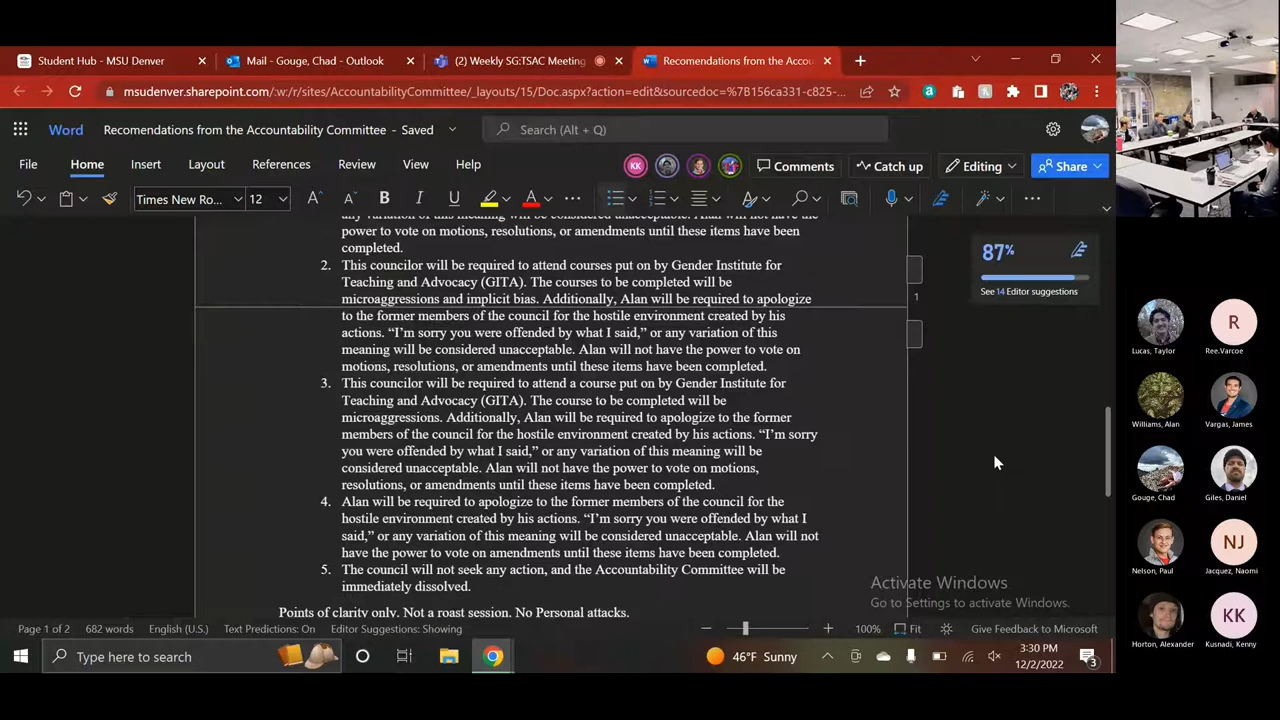 Student Hub - MSU Denver
Mail - Gouge, Chad - Outlook
(2) Weekly SG:TSAC Meeting
Recomendations from the Accou
msudenver.sharepoint.com/:w:/r/sites/AccountabilityCommittee/_layouts/15/Doc.aspx?action=edit&sourcedoc=%7B156ca331-c825-...
Word Recomendations from the Accountability Committee - Saved
Search (Alt + Q)
File Home Insert Layout References Review View Help
KK Comments Catch up Editing Share
Times New Ro... 12 B I U A
any variation of this meaning will be considered unacceptable. Alan will not have the
power to vote on motions, resolutions, or amendments until these items have been
completed.
2. This councilor will be required to attend courses put on by Gender Institute for
Teaching and Advocacy (GITA). The courses to be completed will be
microaggressions and implicit bias. Additionally, Alan will be required to apologize
to the former members of the council for the hostile environment created by his
actions. “I’m sorry you were offended by what I said,” or any variation of this
meaning will be considered unacceptable. Alan will not have the power to vote on
motions, resolutions, or amendments until these items have been completed.
3. This councilor will be required to attend a course put on by Gender Institute for
Teaching and Advocacy (GITA). The course to be completed will be
microaggressions. Additionally, Alan will be required to apologize to the former
members of the council for the hostile environment created by his actions. “I’m sorry
you were offended by what I said,” or any variation of this meaning will be
considered unacceptable. Alan will not have the power to vote on motions,
resolutions, or amendments until these items have been completed.
4. Alan will be required to apologize to the former members of the council for the
hostile environment created by his actions. “I’m sorry you were offended by what I
said,” or any variation of this meaning will be considered unacceptable. Alan will not
have the power to vote on amendments until these items have been completed.
5. The council will not seek any action, and the Accountability Committee will be
immediately dissolved.
Points of clarity only. Not a roast session. No Personal attacks.
87%
See 14 Editor suggestions
1
Activate Windows
Go to Settings to activate Windows.
Page 1 of 2 682 words English (U.S.) Text Predictions: On Editor Suggestions: Showing
100% Fit Give Feedback to Microsoft
Type here to search
46°F Sunny
3:30 PM
12/2/2022
3
R
Lucas, Taylor Ree.Varcoe
Williams, Alan Vargas, James
Gouge, Chad Giles, Daniel
NJ
Nelson, Paul Jacquez, Naomi
KK
Horton, Alexander Kusnadi, Kenny